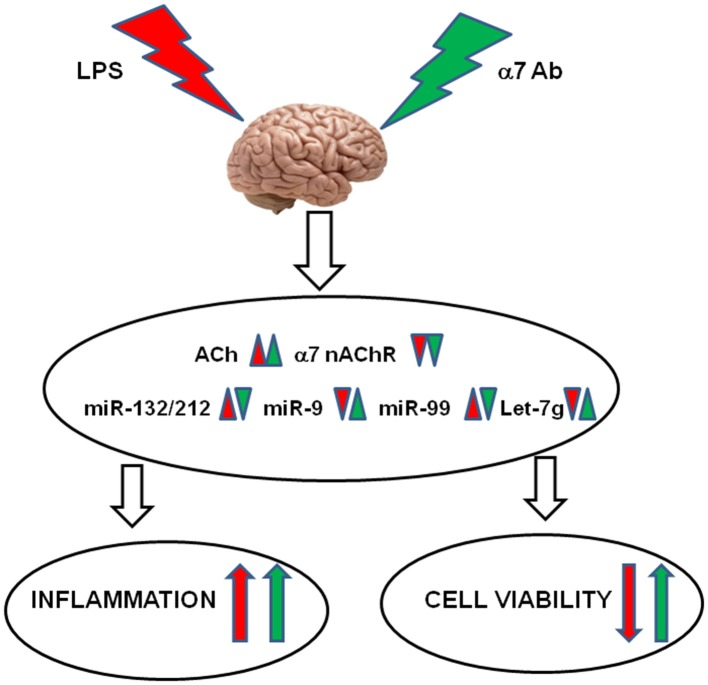 LPS
α7 Ab
ACh α7 nAChR
miR-132/212 miR-9 miR-99 Let-7g
INFLAMMATION
CELL VIABILITY